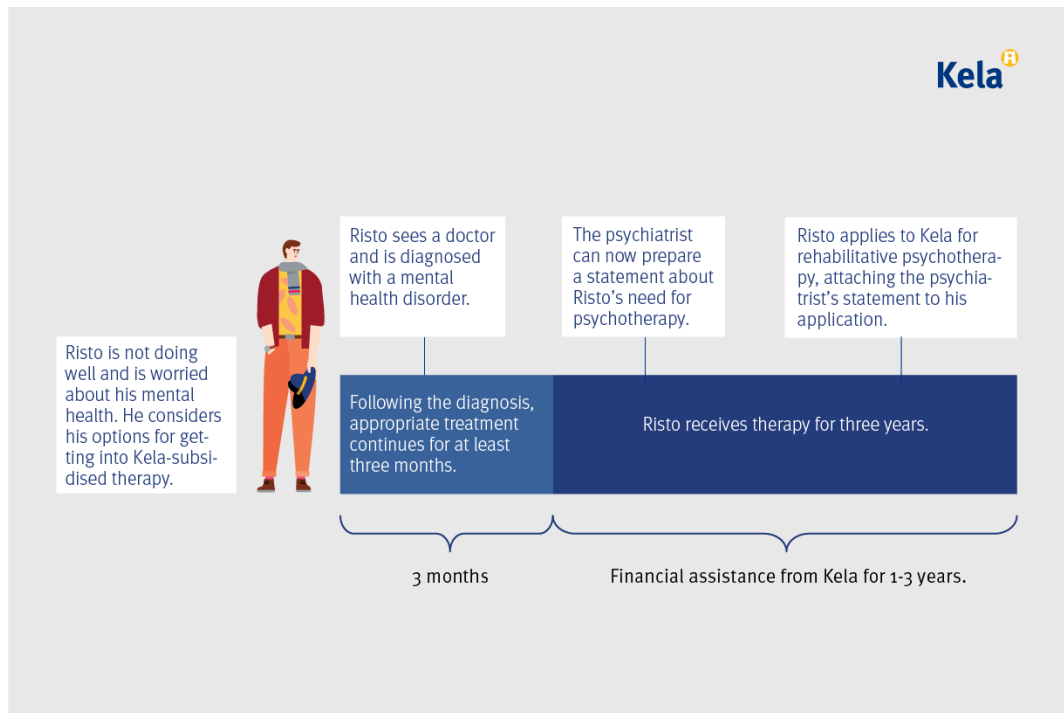 Kela
Risto is not doing
well and is worried
about his mental
health. He considers
his options for get-
ting into Kela-subsi-
dised therapy.
Risto sees a doctor
and is diagnosed
with a mental
health disorder.
The psychiatrist
can now prepare
a statement about
Risto's need for
psychotherapy.
Risto applies to Kela for
rehabilitative psychothera-
py, attaching the psychia-
trist's statement to his
application.
Following the diagnosis,
appropriate treatment
continues for at least
three months.
Risto receives therapy for three years.
3 months
Financial assistance from Kela for 1-3 years.